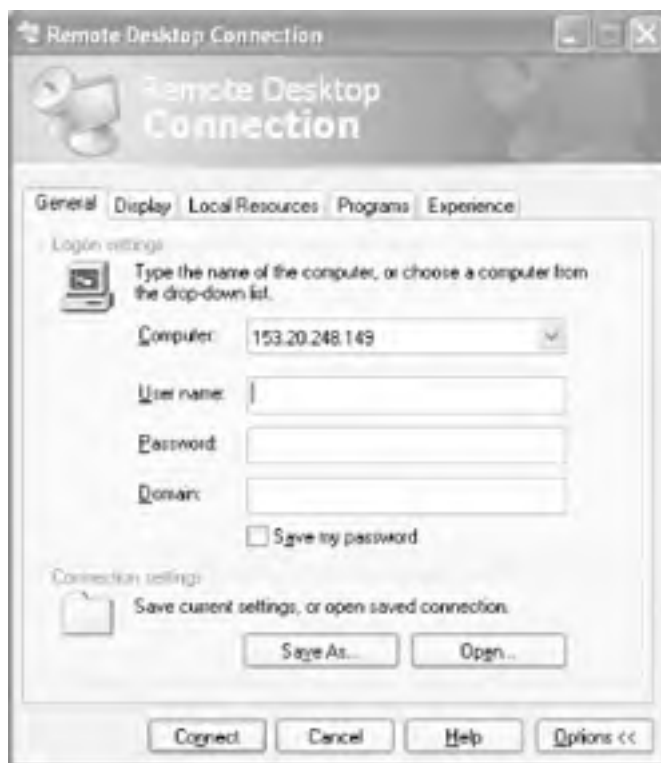 Remote Desktop Connection
Remote Desktop
Connection
General Display Local Resources Programs Experience
Logon settings
Type the name of the computer, or choose a computer from
the drop-down list.
Computer: 153.20.248.149
User name:
Password:
Domain:
Save my password
Connection settings
Save current settings, or open saved connection.
Save As... Open...
Connect Cancel Help Options <<